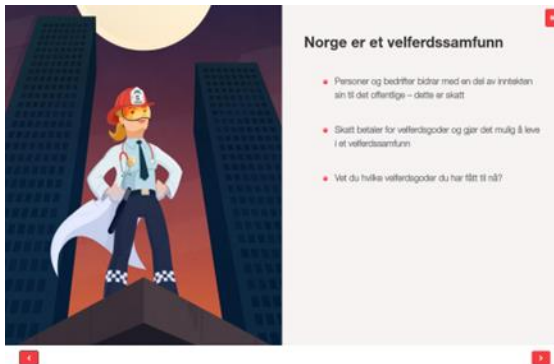 Norge er et velferdssamfunn
Personer og bedrifter bidrar med en del av inntekten
sin til det offentlige – dette er skatt
Skatt betaler for velferdsgoder og gjør det mulig å leve
i et velferdssamfunn
Vet du hvilke velferdsgoder du har fått til nå?